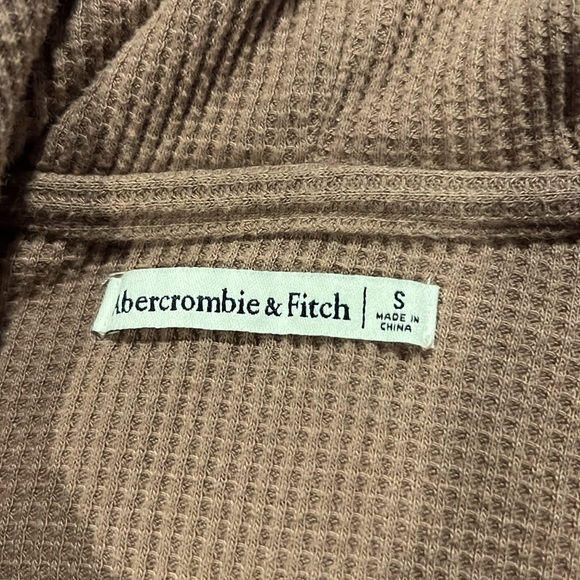 Abercrombie & Fitch
S
MADE IN
CHINA